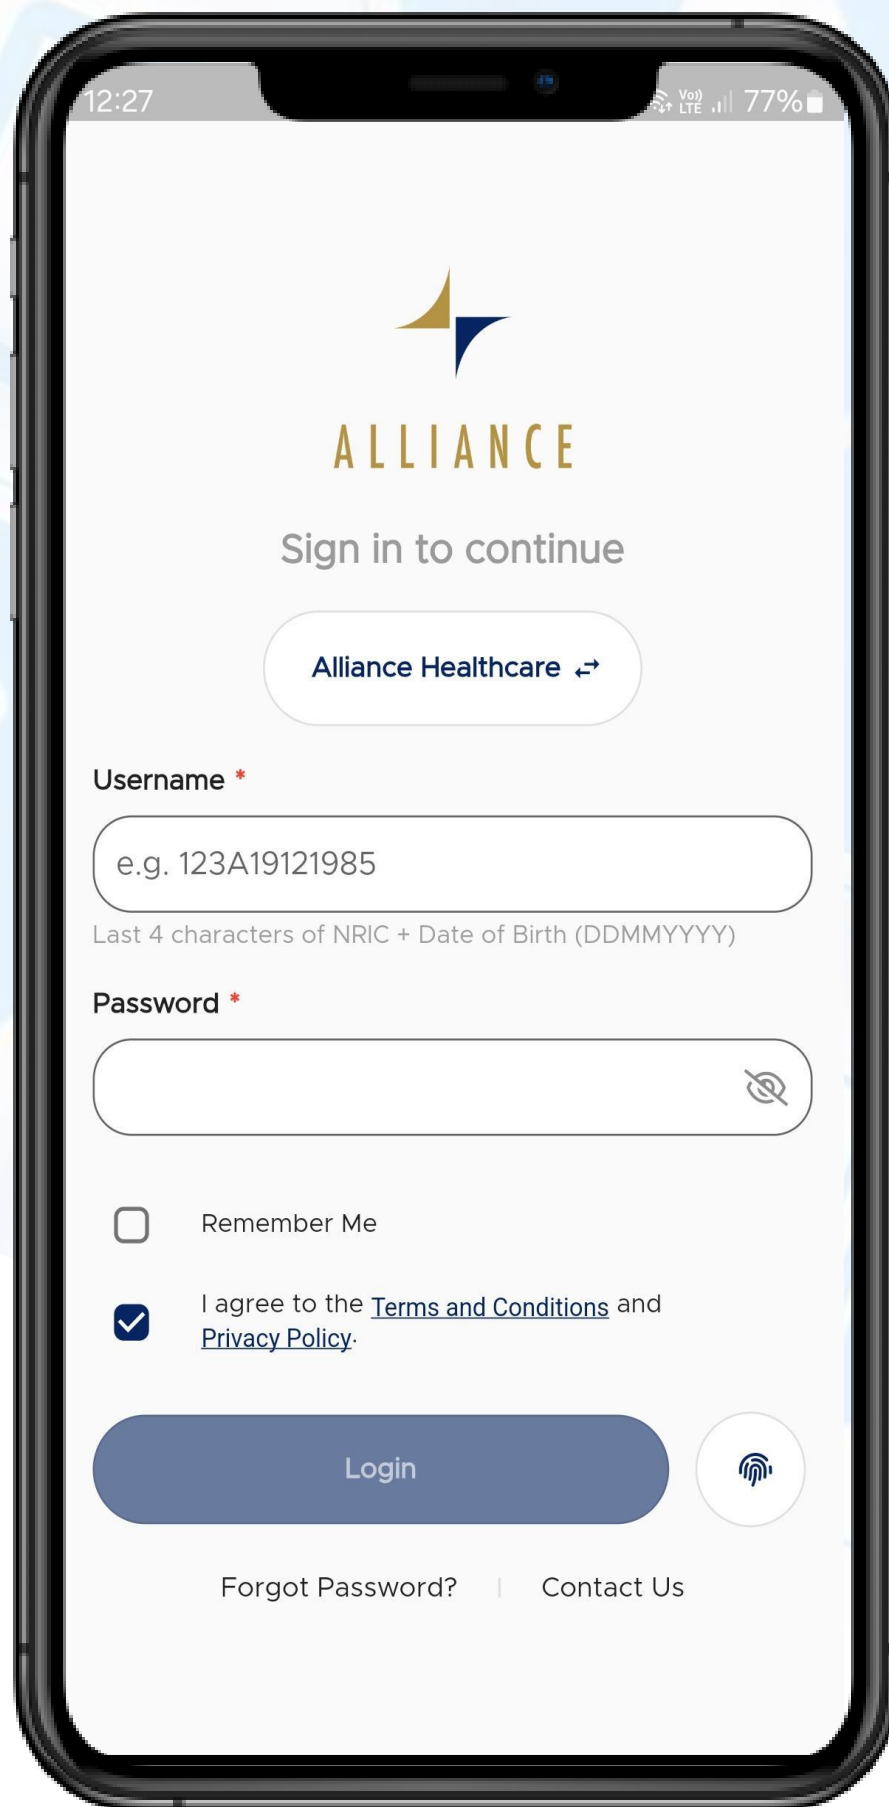 12:27
Vo)) LTE 77%
ALLIANCE
Sign in to continue
Alliance Healthcare
Username *
e.g. 123A19121985
Last 4 characters of NRIC + Date of Birth (DDMMYYYY)
Password *
Remember Me
I agree to the Terms and Conditions and
Privacy Policy.
Login
Forgot Password? | Contact Us